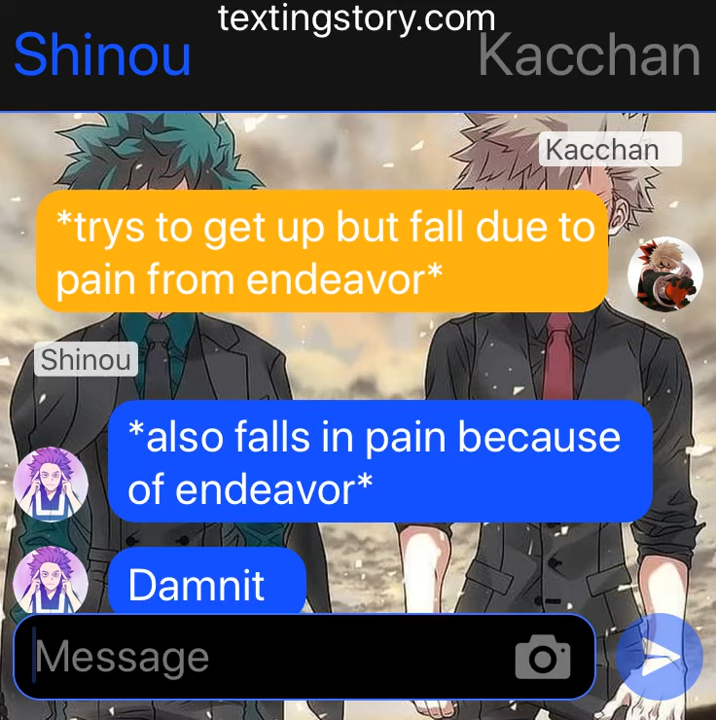 textingstory.com
Shinou
Kacchan
Kacchan
*trys to get up but fall due to
pain from endeavor*
Shinou
*also falls in pain because
of endeavor*
Damnit
Message